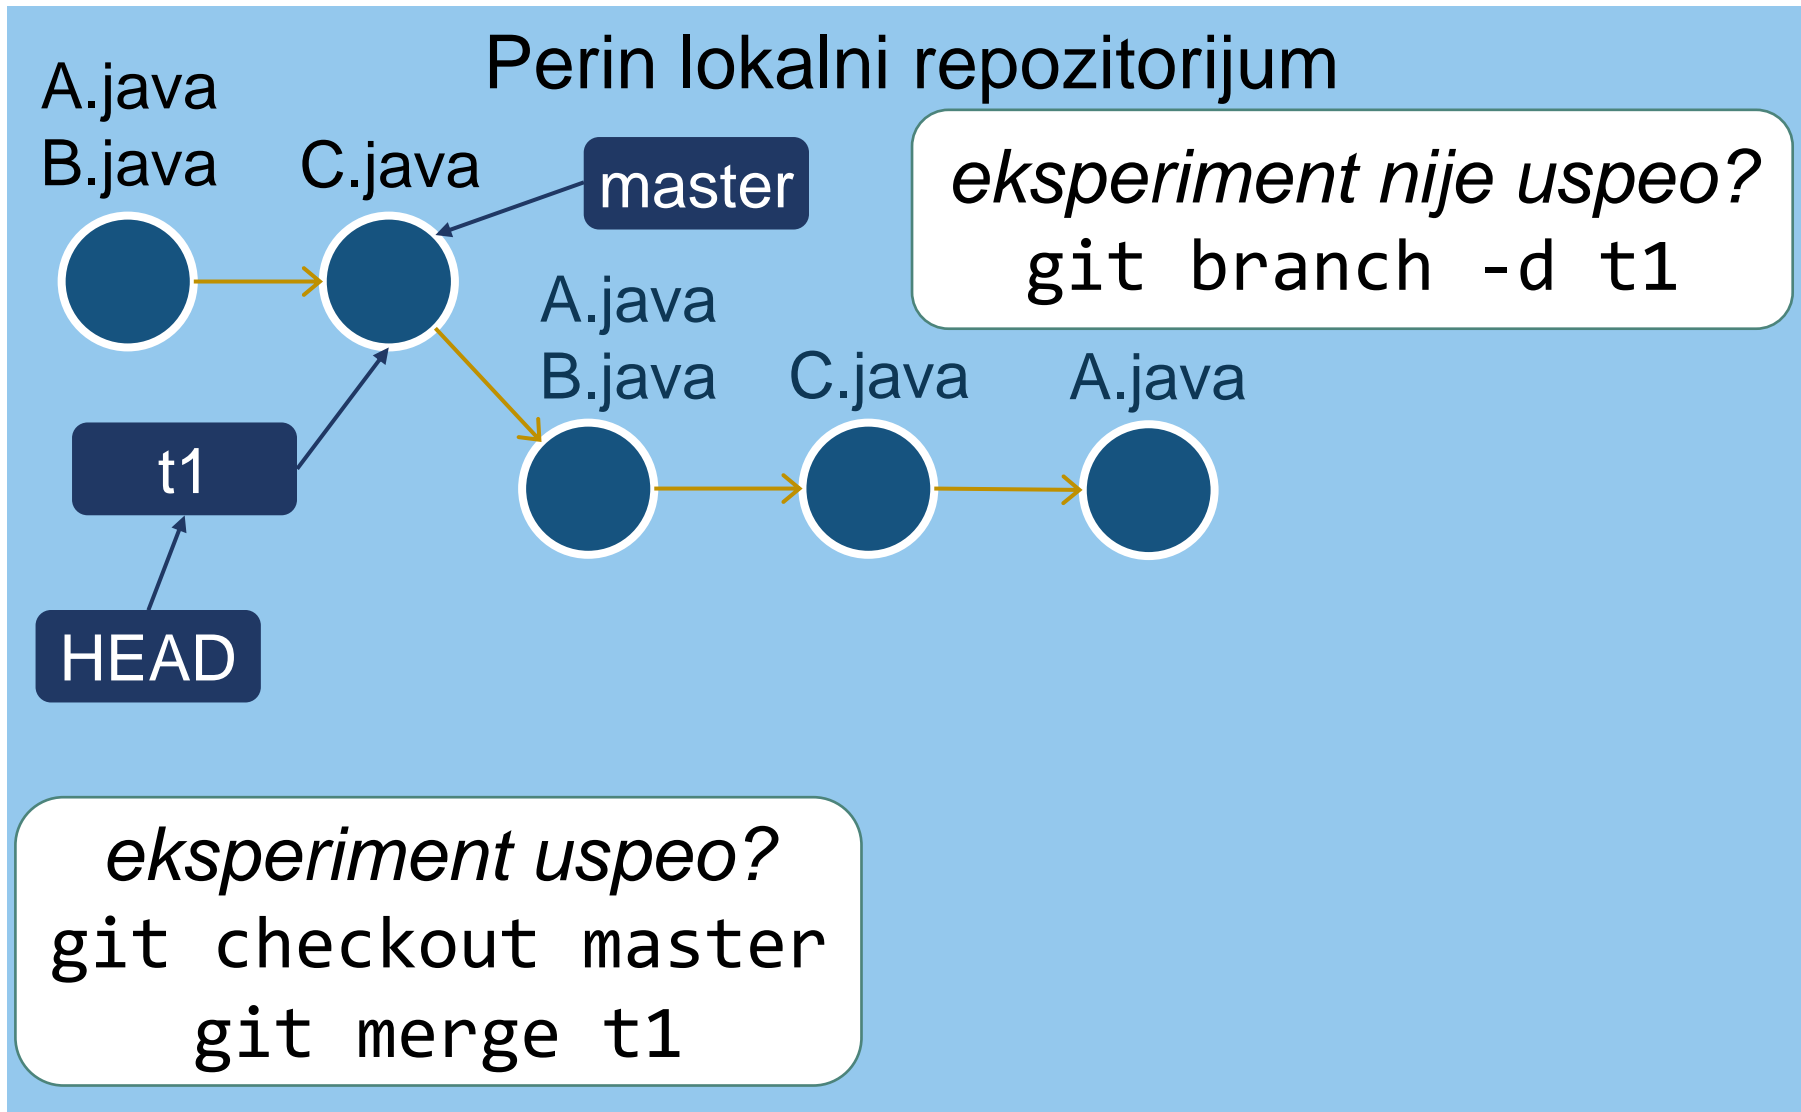 Perin lokalni repozitorijum
A.java
B.java
C.java
master
eksperiment nije uspeo?
git branch -d t1
A.java
B.java
C.java
A.java
t1
HEAD
eksperiment uspeo?
git checkout master
git merge t1